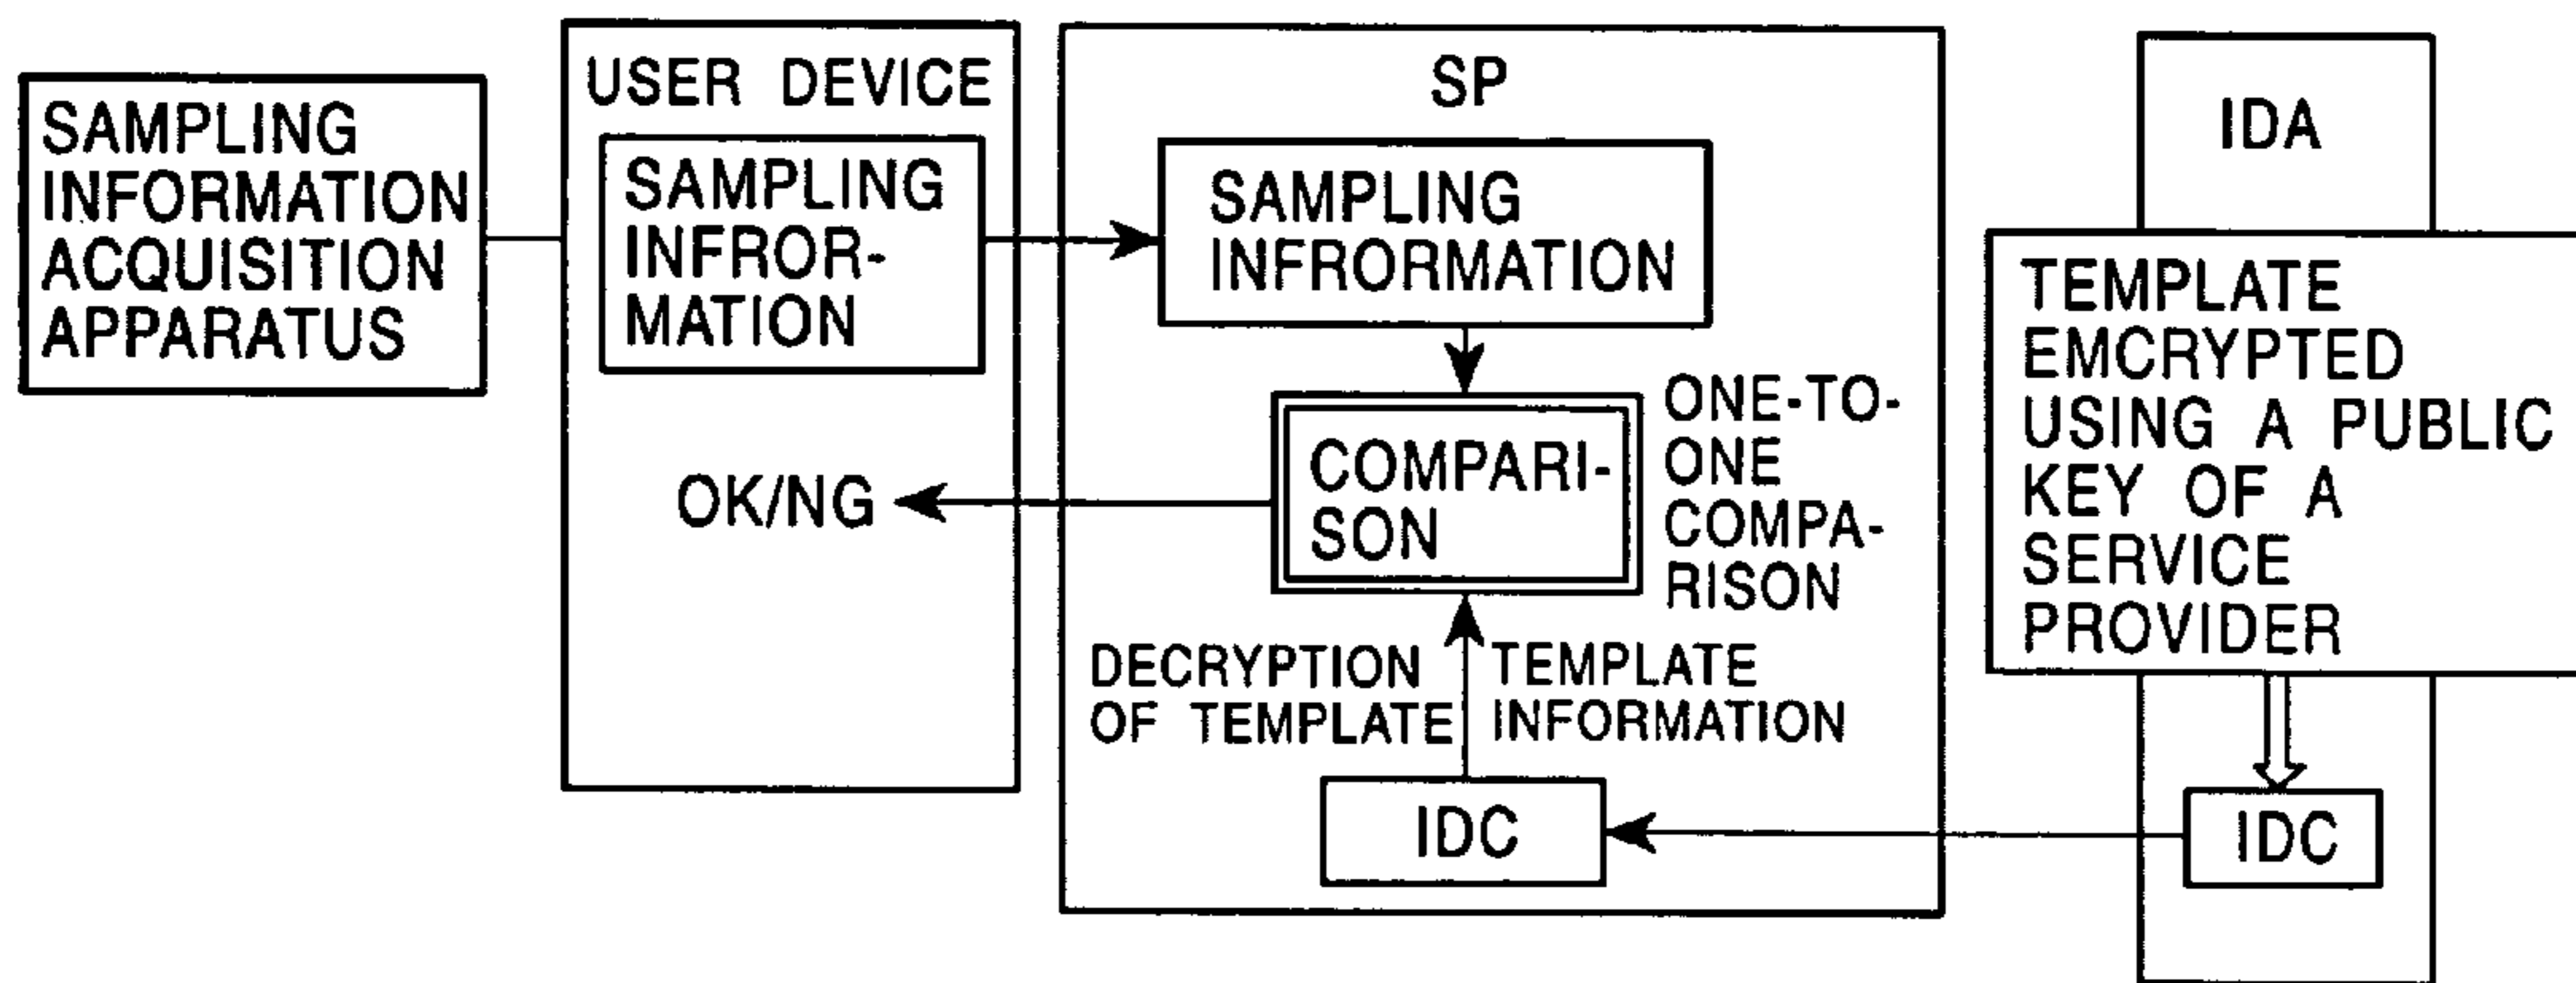 SAMPLING
INFORMATION
ACQUISITION
APPARATUS
USER DEVICE
SAMPLING
INFROR-
MATION
OK/NG
SP
SAMPLING
INFRORMATION
COMPARI-
SON
ONE-TO-
ONE
COMPA-
RISON
DECRYPTION
OF TEMPLATE
TEMPLATE
INFORMATION
IDC
IDA
TEMPLATE
EMCRYPTED
USING A PUBLIC
KEY OF A
SERVICE
PROVIDER
IDC